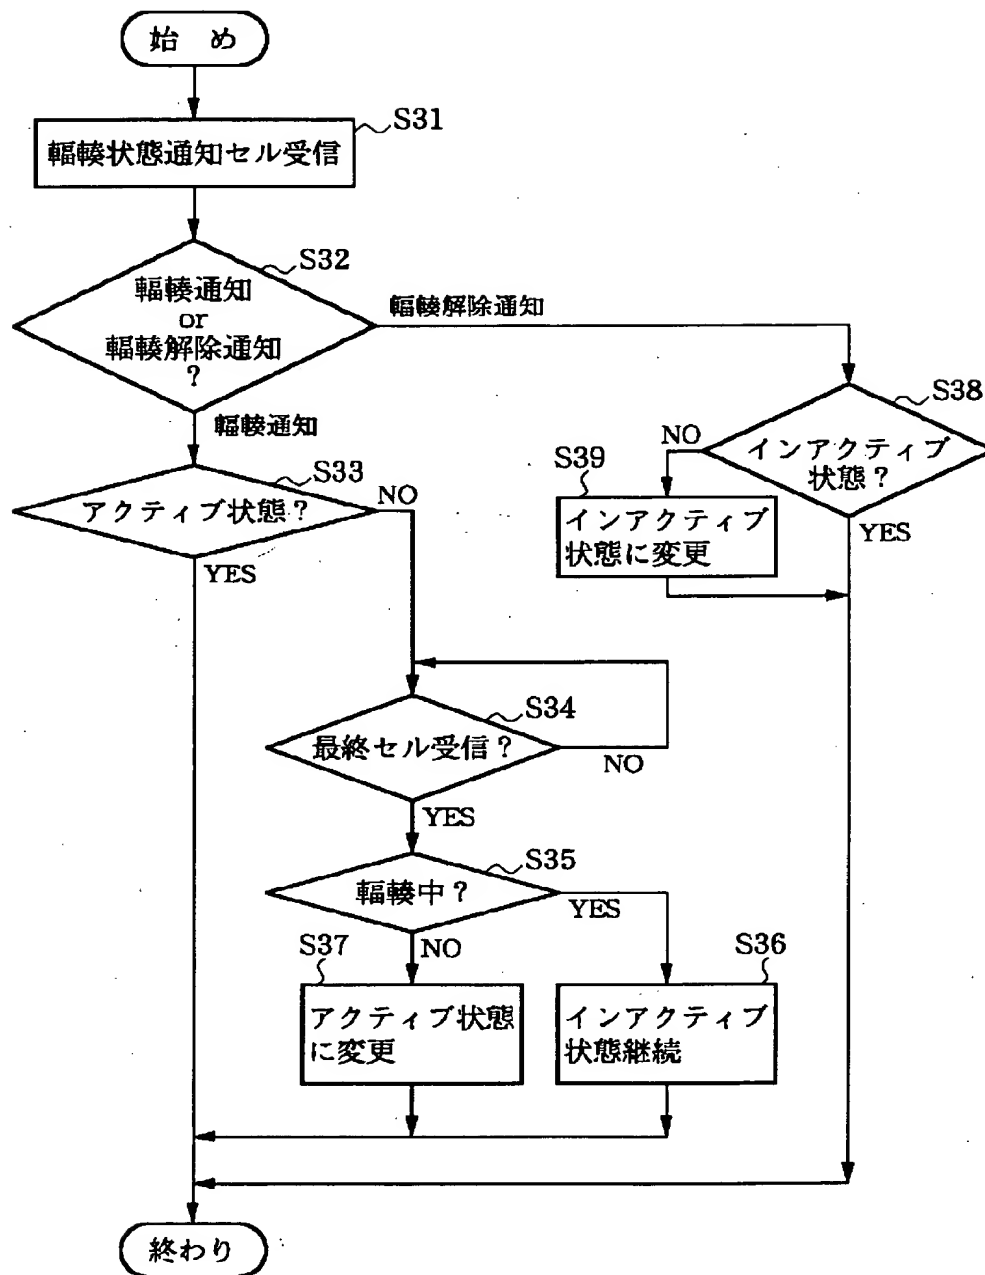 始 め
S31
輻輳状態通知セル受信
S32
輻輳通知
or
輻輳解除通知
?
輻輳解除通知
輻輳通知
S38
インアクティブ
状態?
NO
YES
S39
インアクティブ
状態に変更
S33
アクティブ状態?
NO
YES
S34
最終セル受信?
NO
YES
S35
輻輳中?
YES
NO
S37
アクティブ状態
に変更
S36
インアクティブ
状態継続
終わり